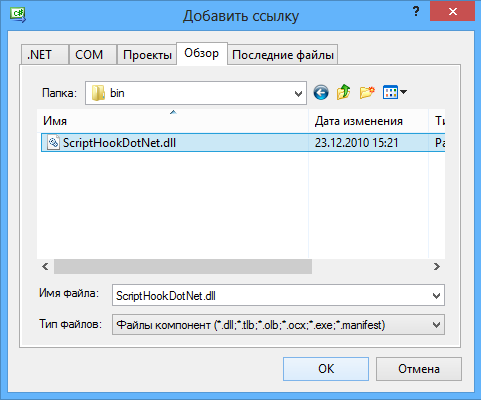 Добавить ссылку
.NET COM Проекты Обзор Последние файлы
Папка: bin
Имя Дата изменения Ти
ScriptHookDotNet.dll 23.12.2010 15:21 Ра
Имя файла: ScriptHookDotNet.dll
Тип файлов: Файлы компонент (*.dll;*.tlb;*.olb;*.ocx;*.exe;*.manifest)
OK Отмена